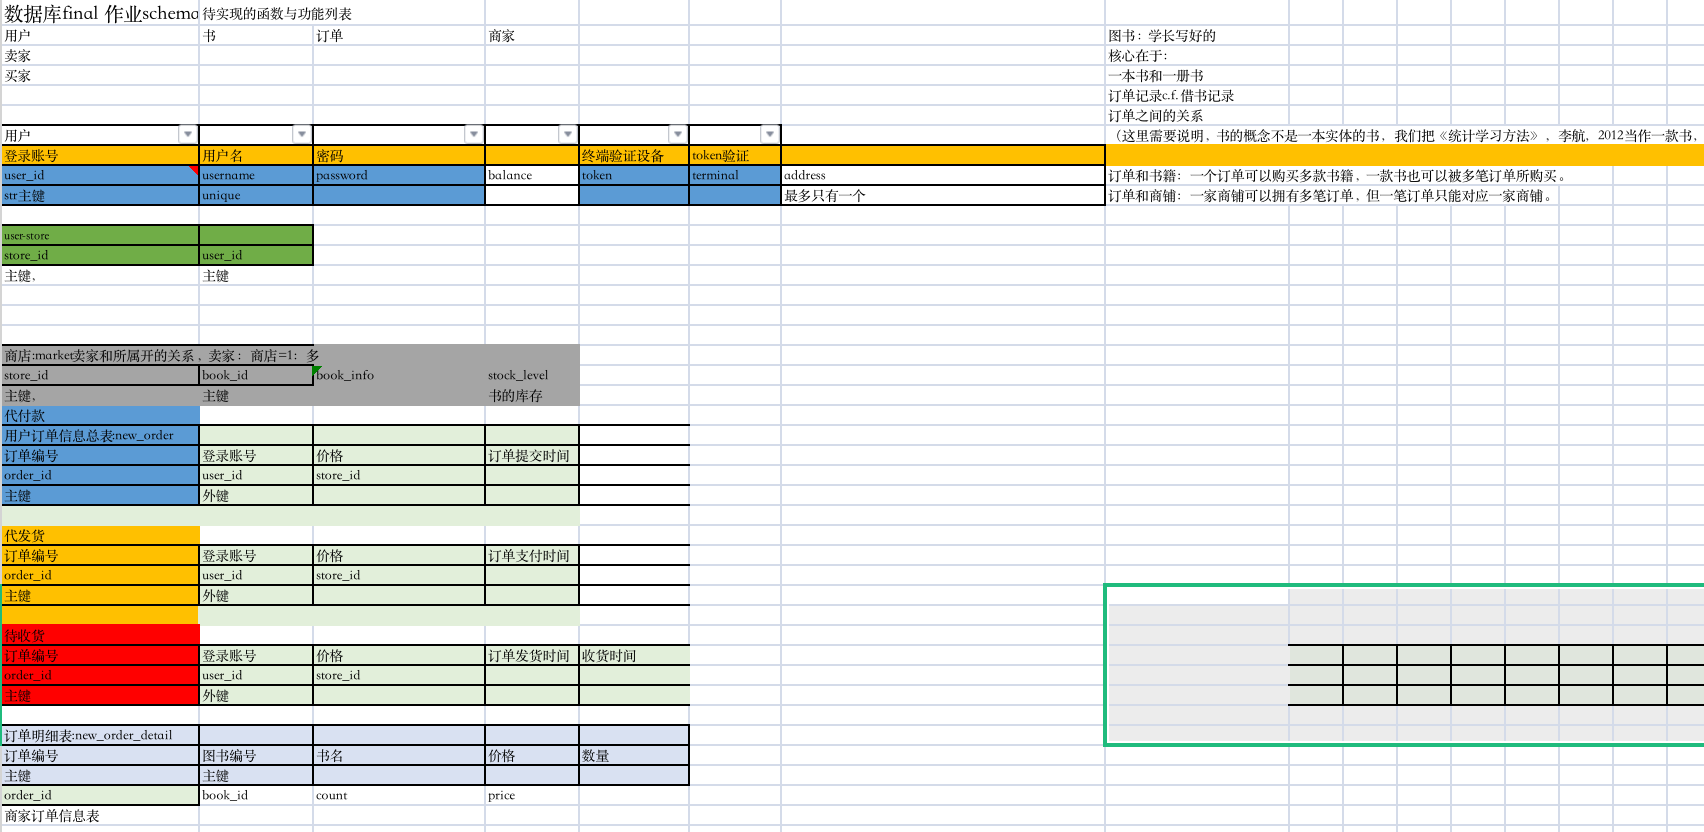 数据库final 作业schema 待实现的函数与功能列表
用户 书 订单 商家 图书：学长写好的
卖家 核心在于：
买家 一本书和一册书
订单记录c.f.借书记录
订单之间的关系
用户 （这里需要说明，书的概念不是一本实体的书，我们把《统计学习方法》，李航，2012当作一款书，
登录账号 用户名 密码 终端验证设备 token验证
user_id username password balance token terminal address 订单和书籍：一个订单可以购买多款书籍，一款书也可以被多笔订单所购买。
str主键 unique 最多只有一个 订单和商铺：一家商铺可以拥有多笔订单，但一笔订单只能对应一家商铺。
user-store
store_id user_id
主键， 主键
商店:market卖家和所属开的关系，卖家：商店=1：多
store_id book_id book_info stock_level
主键， 主键 书的库存
代付款
用户订单信息总表:new_order
订单编号 登录账号 价格 订单提交时间
order_id user_id store_id
主键 外键
代发货
订单编号 登录账号 价格 订单支付时间
order_id user_id store_id
主键 外键
待收货
订单编号 登录账号 价格 订单发货时间 收货时间
order_id user_id store_id
主键 外键
订单明细表:new_order_detail
订单编号 图书编号 书名 价格 数量
主键 主键
order_id book_id count price
商家订单信息表